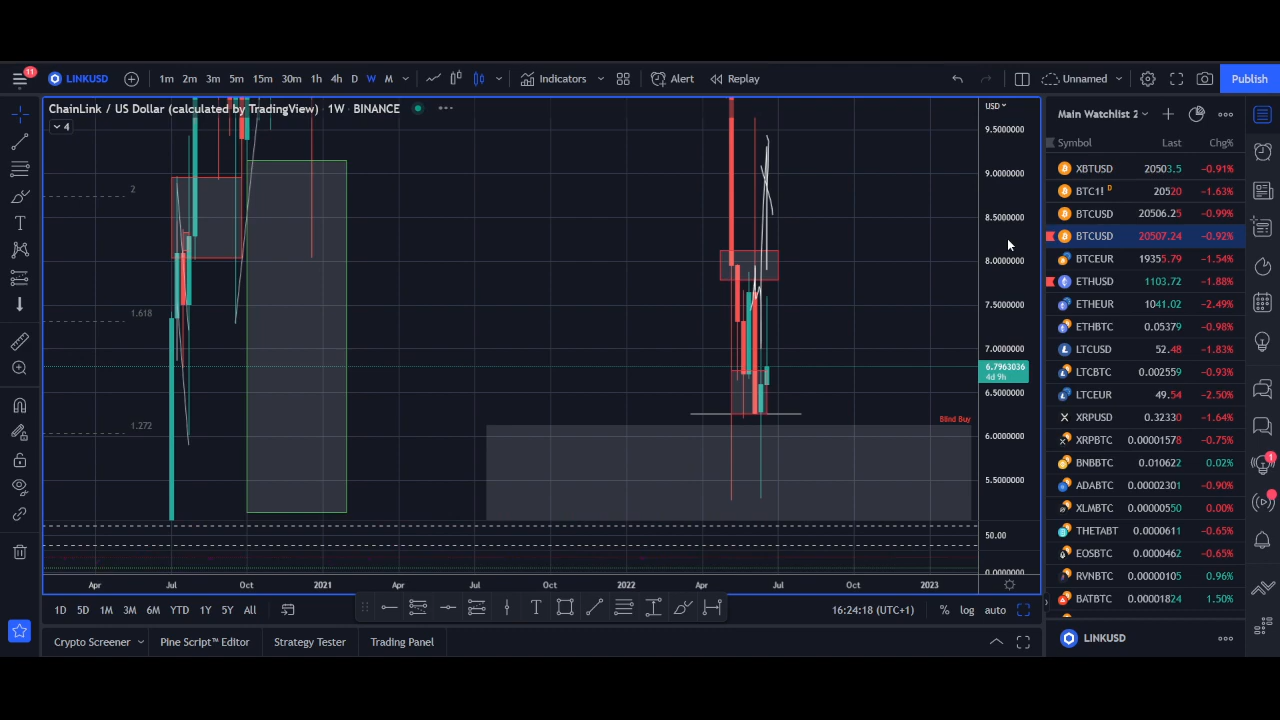 11
LINKUSD
1m 2m 3m 5m 15m 30m 1h 4h D W M
Indicators
Alert
Replay
Unnamed
Publish
ChainLink / US Dollar (calculated by TradingView) · 1W · BINANCE
4
USD
9.5000000
9.0000000
8.5000000
8.0000000
7.5000000
7.0000000
6.7963036
4d 9h
6.5000000
6.0000000
5.5000000
50.00
0.0000000
2
1.618
1.272
Blind Buy
Apr Jul Oct 2021 Apr Jul Oct 2022 Apr Jul Oct 2023
Main Watchlist 2
Symbol Last Chg%
XBTUSD 20503.5 −0.91%
BTC1! D 20520 −1.63%
BTCUSD 20506.25 −0.99%
BTCUSD 20507.24 −0.92%
BTCEUR 19355.79 −1.54%
ETHUSD 1103.72 −1.88%
ETHEUR 1041.02 −2.49%
ETHBTC 0.05379 −0.98%
LTCUSD 52.48 −1.83%
LTCBTC 0.002559 −0.93%
LTCEUR 49.54 −2.50%
XRPUSD 0.32330 −1.64%
XRPBTC 0.00001578 −0.75%
BNBBTC 0.010622 0.02%
ADABTC 0.00002301 −0.90%
XLMBTC 0.00000550 0.00%
THETABT 0.0000611 −0.65%
EOSBTC 0.0000462 −0.65%
RVNBTC 0.00000105 0.96%
BATBTC 0.00001824 1.50%
1
1D 5D 1M 3M 6M YTD 1Y 5Y All
16:24:18 (UTC+1)
% log auto
Crypto Screener
Pine Script™ Editor
Strategy Tester
Trading Panel
LINKUSD